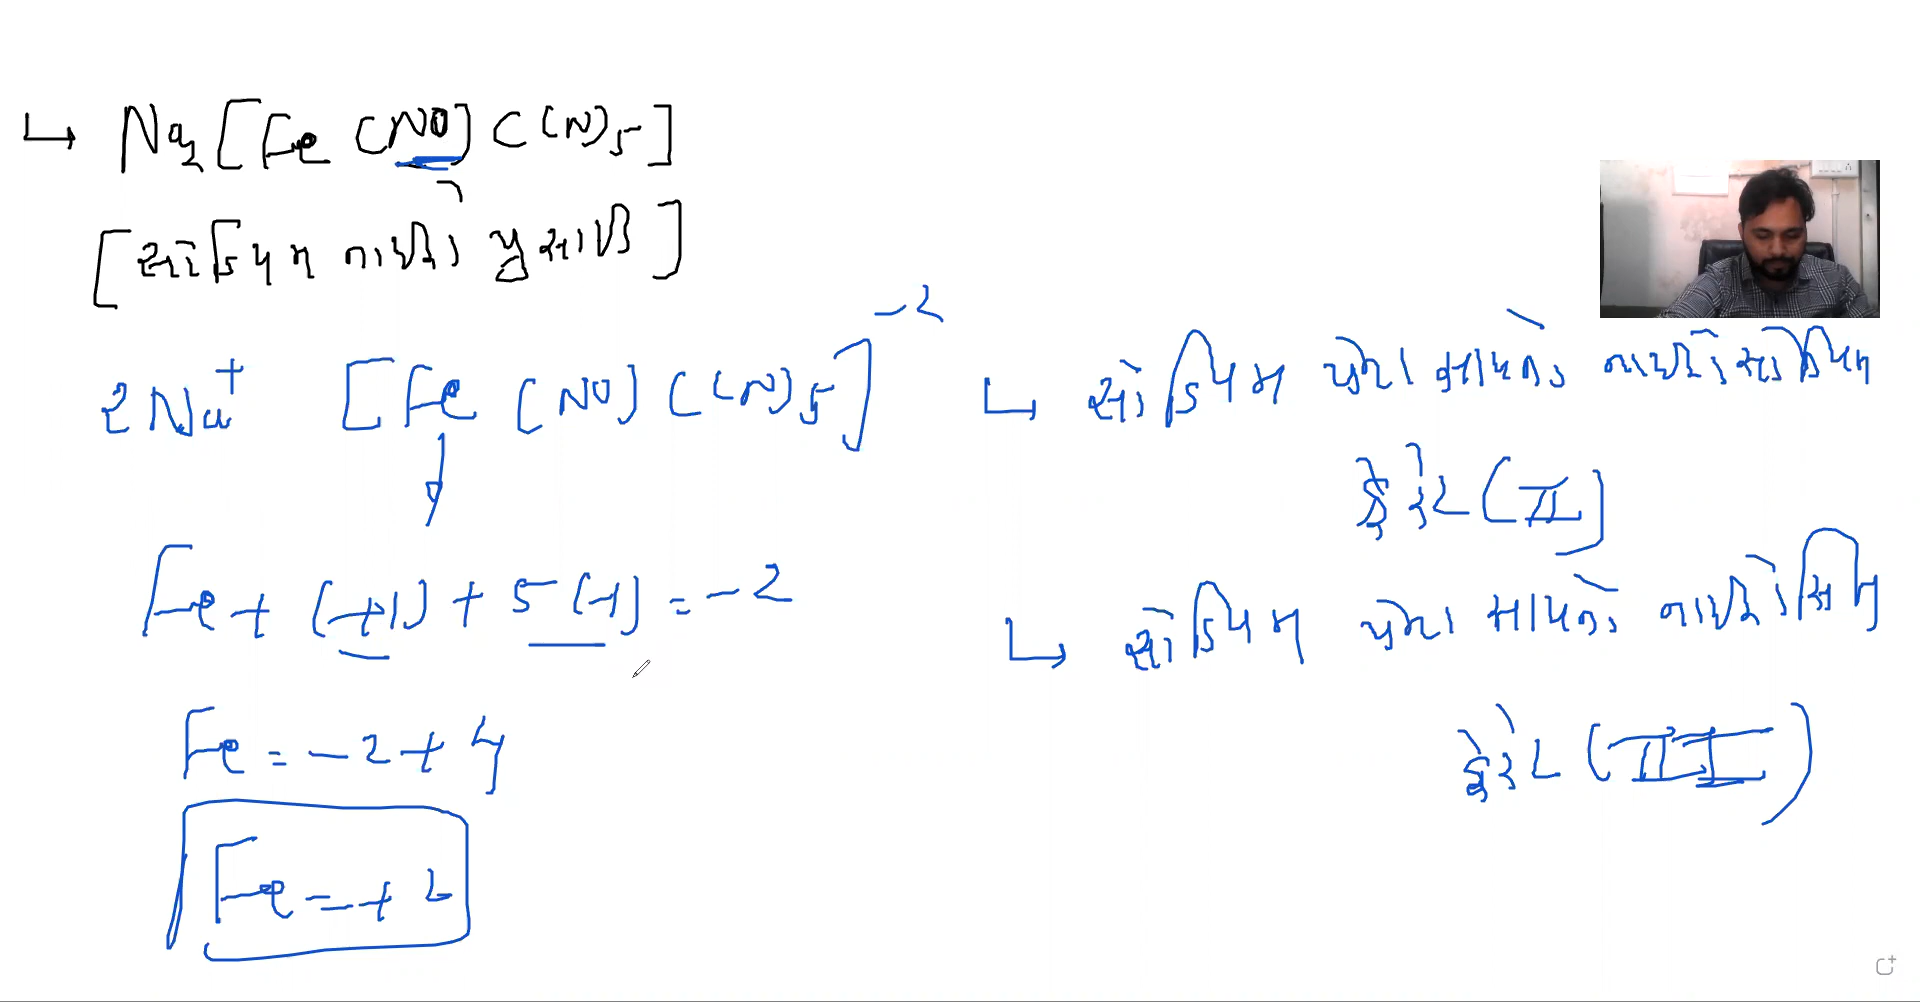 ↳ Na₂[Fe(NO)(CN)₅]
[સોડિયમ નાઈટ્રો પ્રુસાઈડ]
2Na⁺ [Fe(NO)(CN)₅]⁻²
Fe + (+1) + 5(-1) = -2
Fe = -2 + 4
Fe = +2
↳ સોડિયમ પેન્ટા સાયનો નાઈટ્રોસોનિયમ
ફેરેટ (II)
↳ સોડિયમ પેન્ટા સાયનો નાઈટ્રોસિલ
ફેરેટ (III)